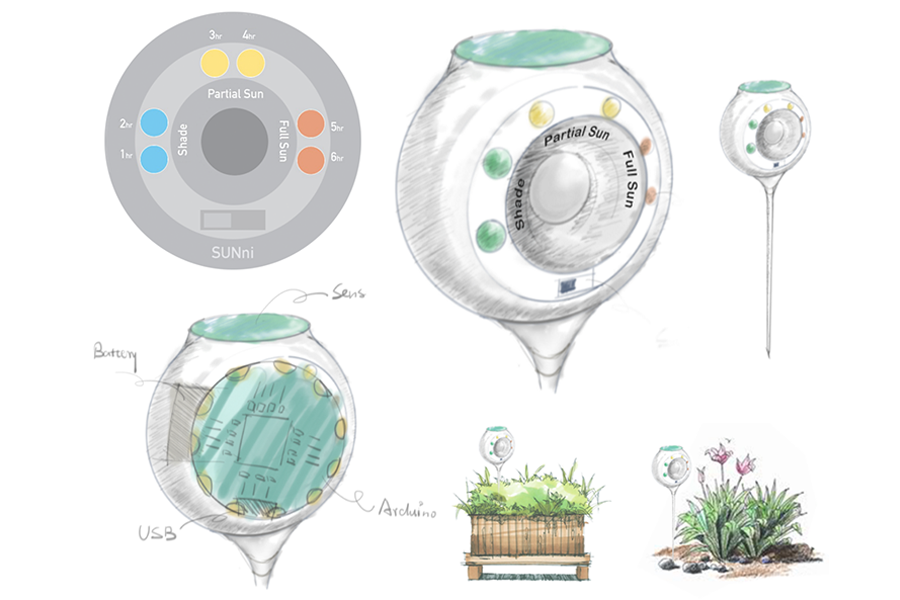 3hr 4hr
Partial Sun
2hr
1hr
Shade
Full Sun
5hr
6hr
SUNni
Partial Sun
Shade
Full Sun
Sens
Battery
USB
Arduino